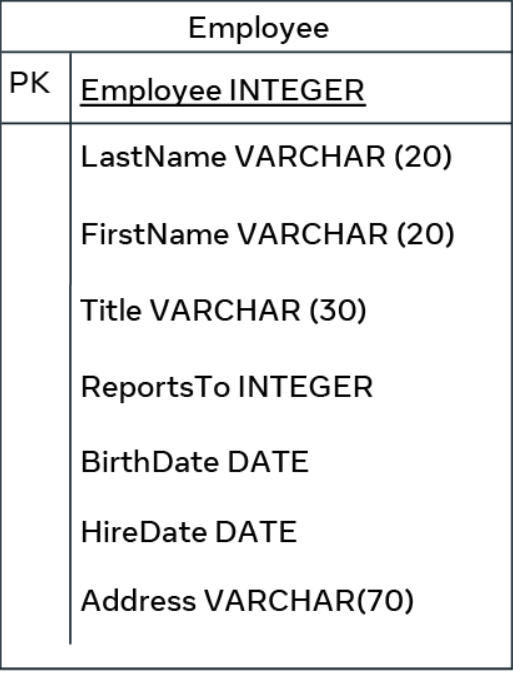 Employee
PK Employee INTEGER
LastName VARCHAR (20)
FirstName VARCHAR (20)
Title VARCHAR (30)
ReportsTo INTEGER
BirthDate DATE
HireDate DATE
Address VARCHAR(70)